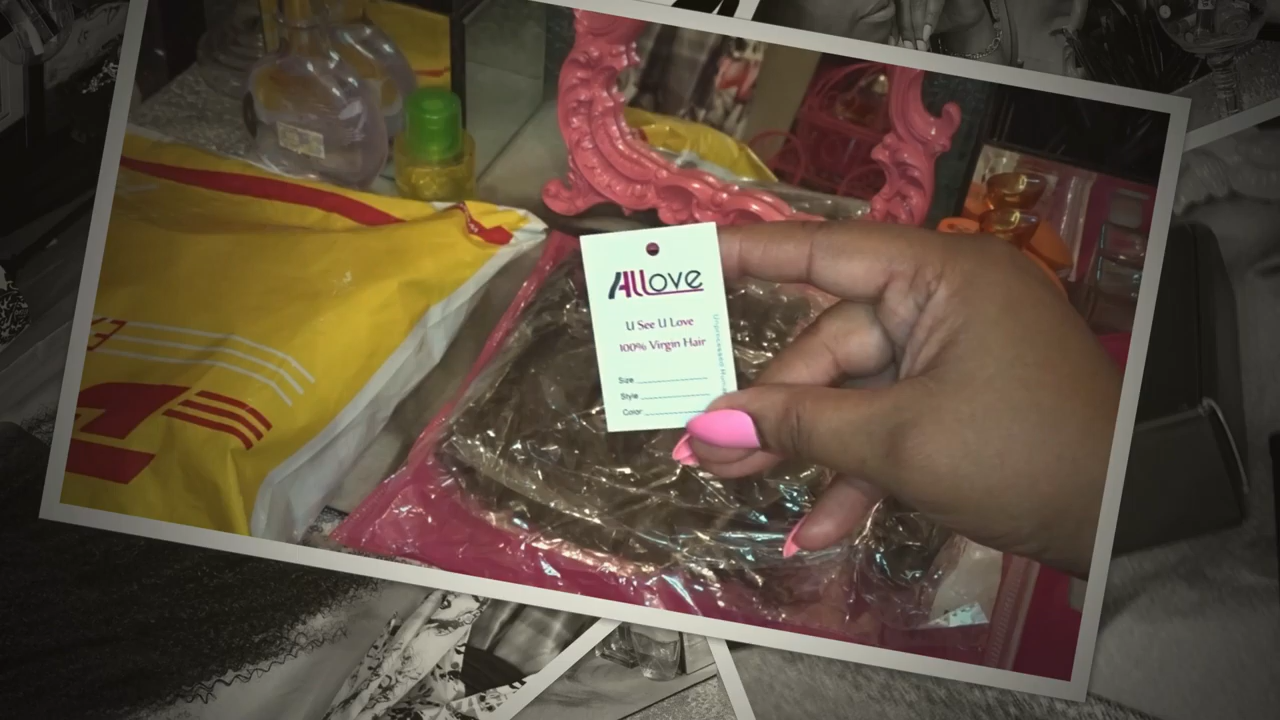 Allove
U See U Love
100% Virgin Hair
Size
Style
Color